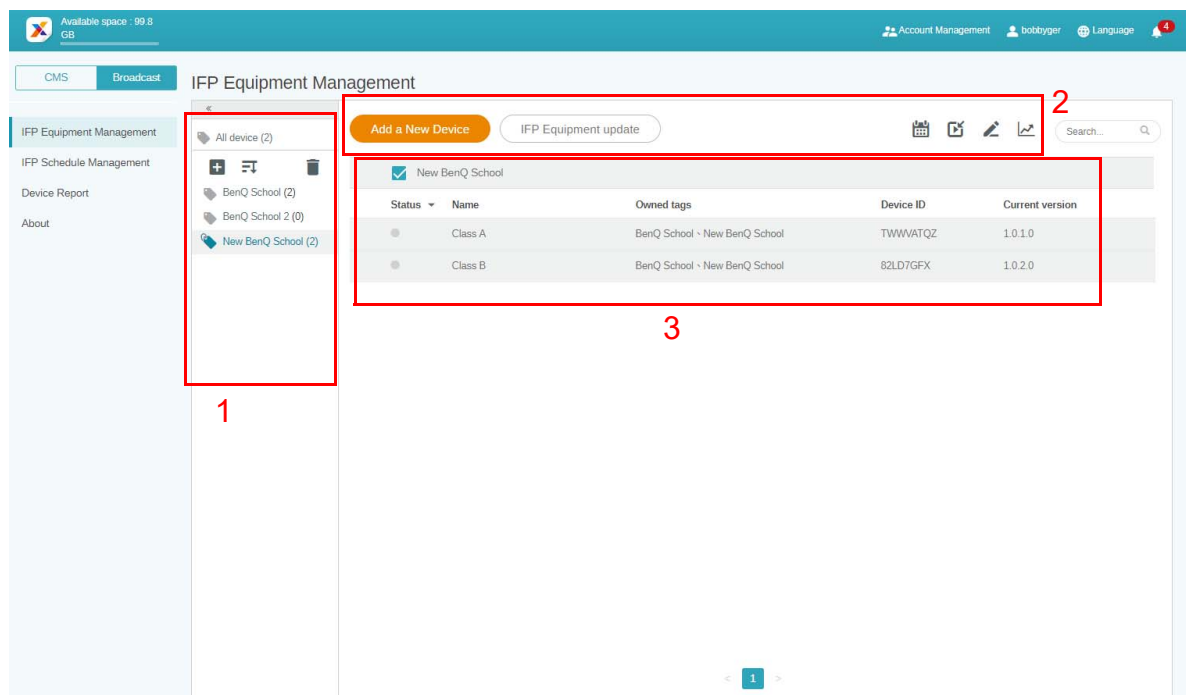 Available space : 99.8
GB
Account Management
bobbyger
Language
4
CMS
Broadcast
IFP Equipment Management
IFP Schedule Management
Device Report
About
IFP Equipment Management
«
All device (2)
BenQ School (2)
BenQ School 2 (0)
New BenQ School (2)
1
2
Add a New Device
IFP Equipment update
Search...
New BenQ School
Status Name Owned tags Device ID Current version
Class A BenQ School、New BenQ School TWWVATQZ 1.0.1.0
Class B BenQ School、New BenQ School 82LD7GFX 1.0.2.0
3
< 1 >